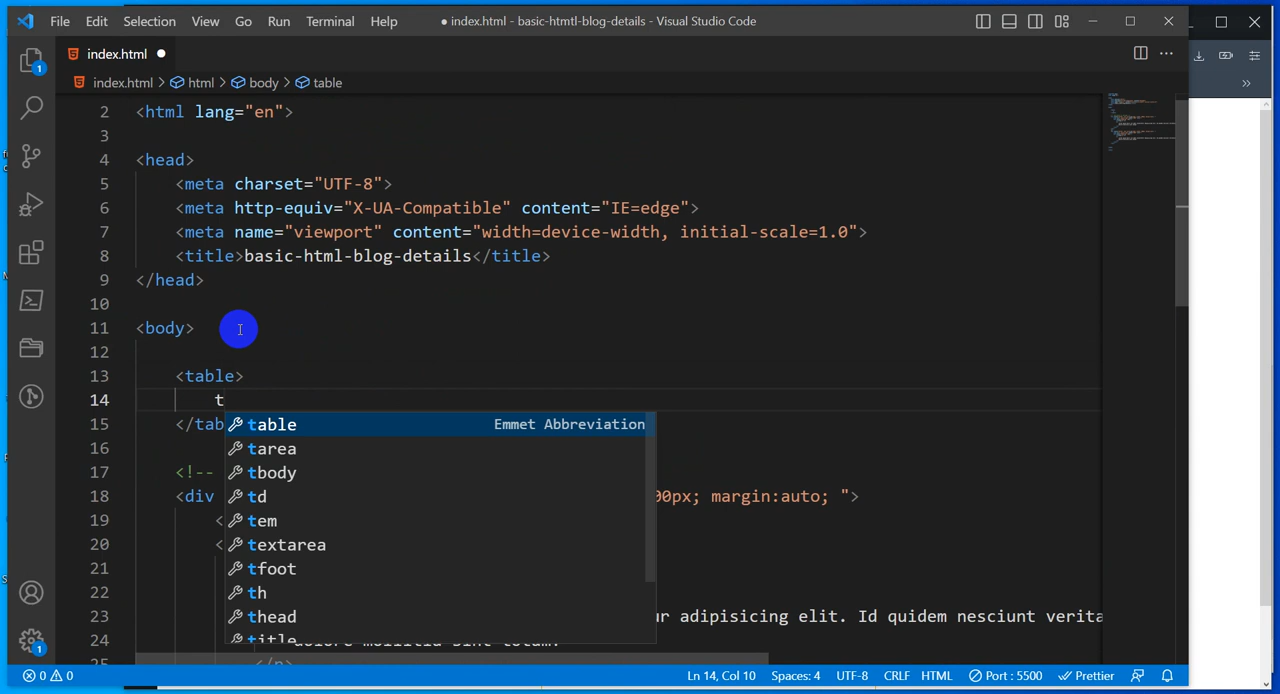 File Edit Selection View Go Run Terminal Help ● index.html - basic-htmtl-blog-details - Visual Studio Code
index.html ●
index.html > html > body > table
2 <html lang="en">
3
4 <head>
5 <meta charset="UTF-8">
6 <meta http-equiv="X-UA-Compatible" content="IE=edge">
7 <meta name="viewport" content="width=device-width, initial-scale=1.0">
8 <title>basic-html-blog-details</title>
9 </head>
10
11 <body>
12
13 <table>
14 t
15 </tab
table Emmet Abbreviation
16
tarea
17 <!--
tbody
18 <div
td
00px; margin:auto; ">
19 <
tem
20 <
textarea
21
tfoot
22
th
23
thead
ur adipisicing elit. Id quidem nesciunt verita
24
title
25
</p>
1
1
0 0
Ln 14, Col 10 Spaces: 4 UTF-8 CRLF HTML Port : 5500 Prettier